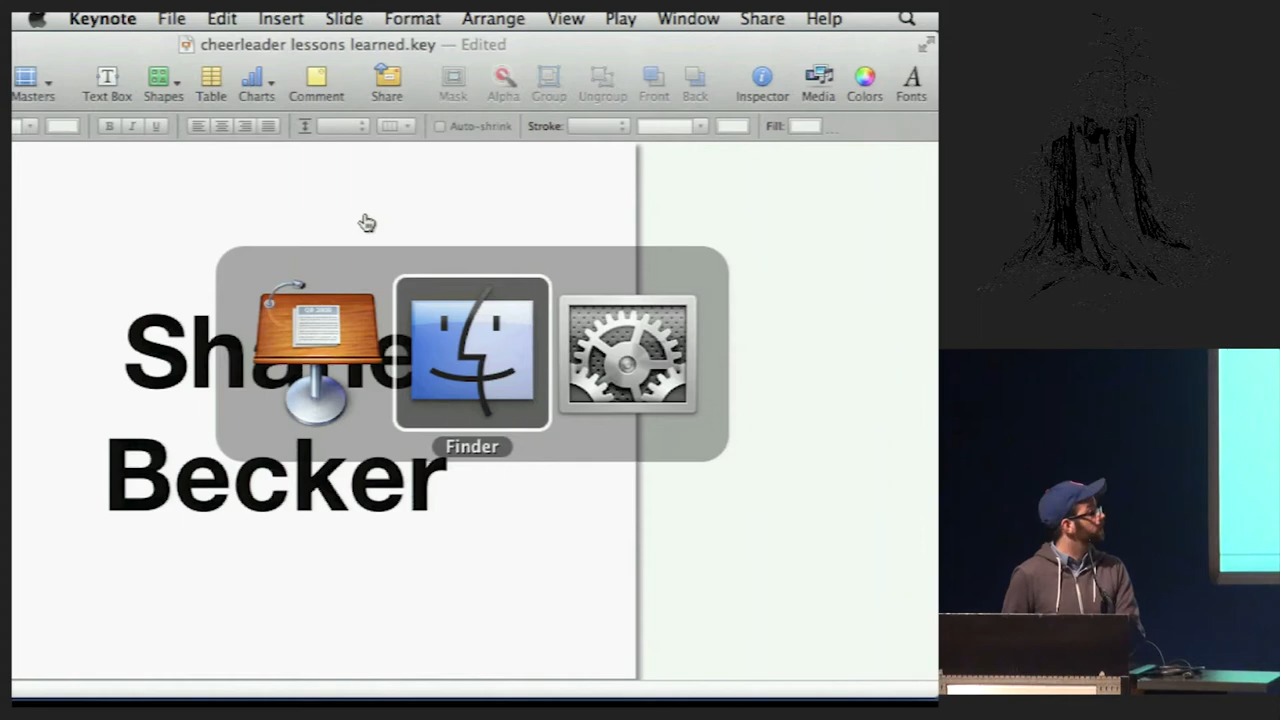 Keynote File Edit Insert Slide Format Arrange View Play Window Share Help
cheerleader lessons learned.key — Edited
Masters Text Box Shapes Table Charts Comment Share Mask Alpha Group Ungroup Front Back Inspector Media Colors Fonts
B I U Auto-shrink Stroke: Fill:
Shane
Becker
Finder